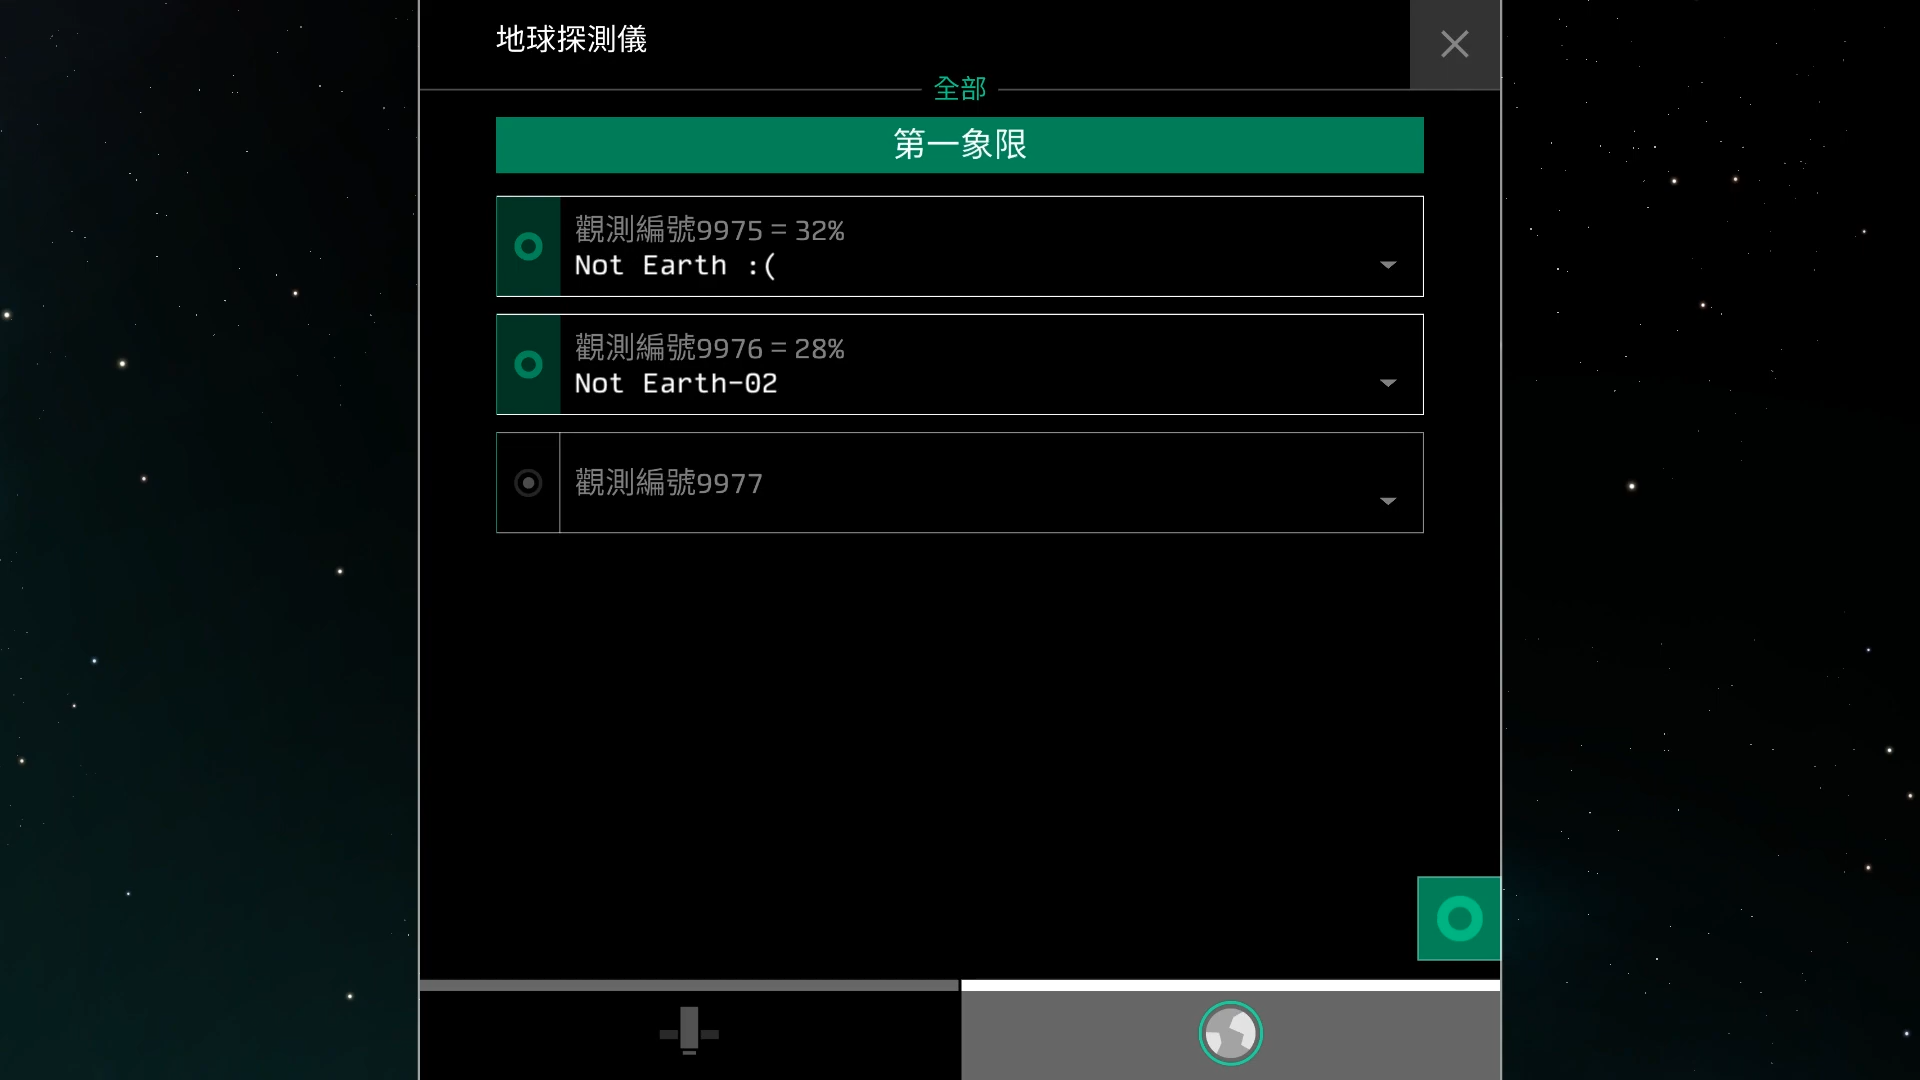 地球探測儀
全部
第一象限
觀測編號9975 = 32%
Not Earth :(
觀測編號9976 = 28%
Not Earth-02
觀測編號9977